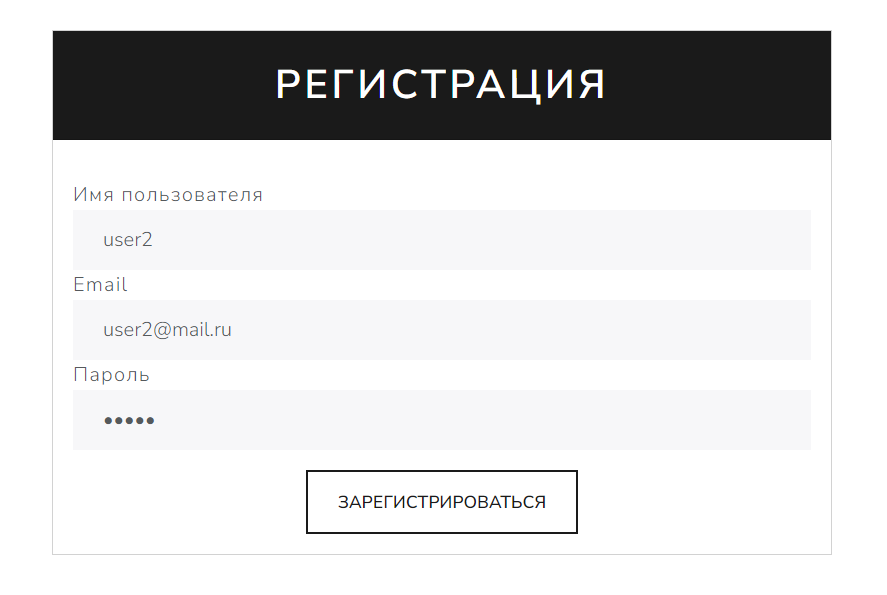 РЕГИСТРАЦИЯ
Имя пользователя
user2
Email
user2@mail.ru
Пароль
•••••
ЗАРЕГИСТРИРОВАТЬСЯ